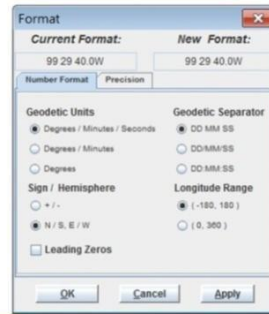 Format
Current Format: New Format:
99 29 40.0W 99 29 40.0W
Number Format Precision
Geodetic Units Geodetic Separator
Degrees / Minutes / Seconds DD MM SS
Degrees / Minutes DD/MM/SS
Degrees DD:MM:SS
Sign / Hemisphere Longitude Range
+ / - ( -180, 180 )
N / S, E / W ( 0, 360 )
Leading Zeros
OK Cancel Apply